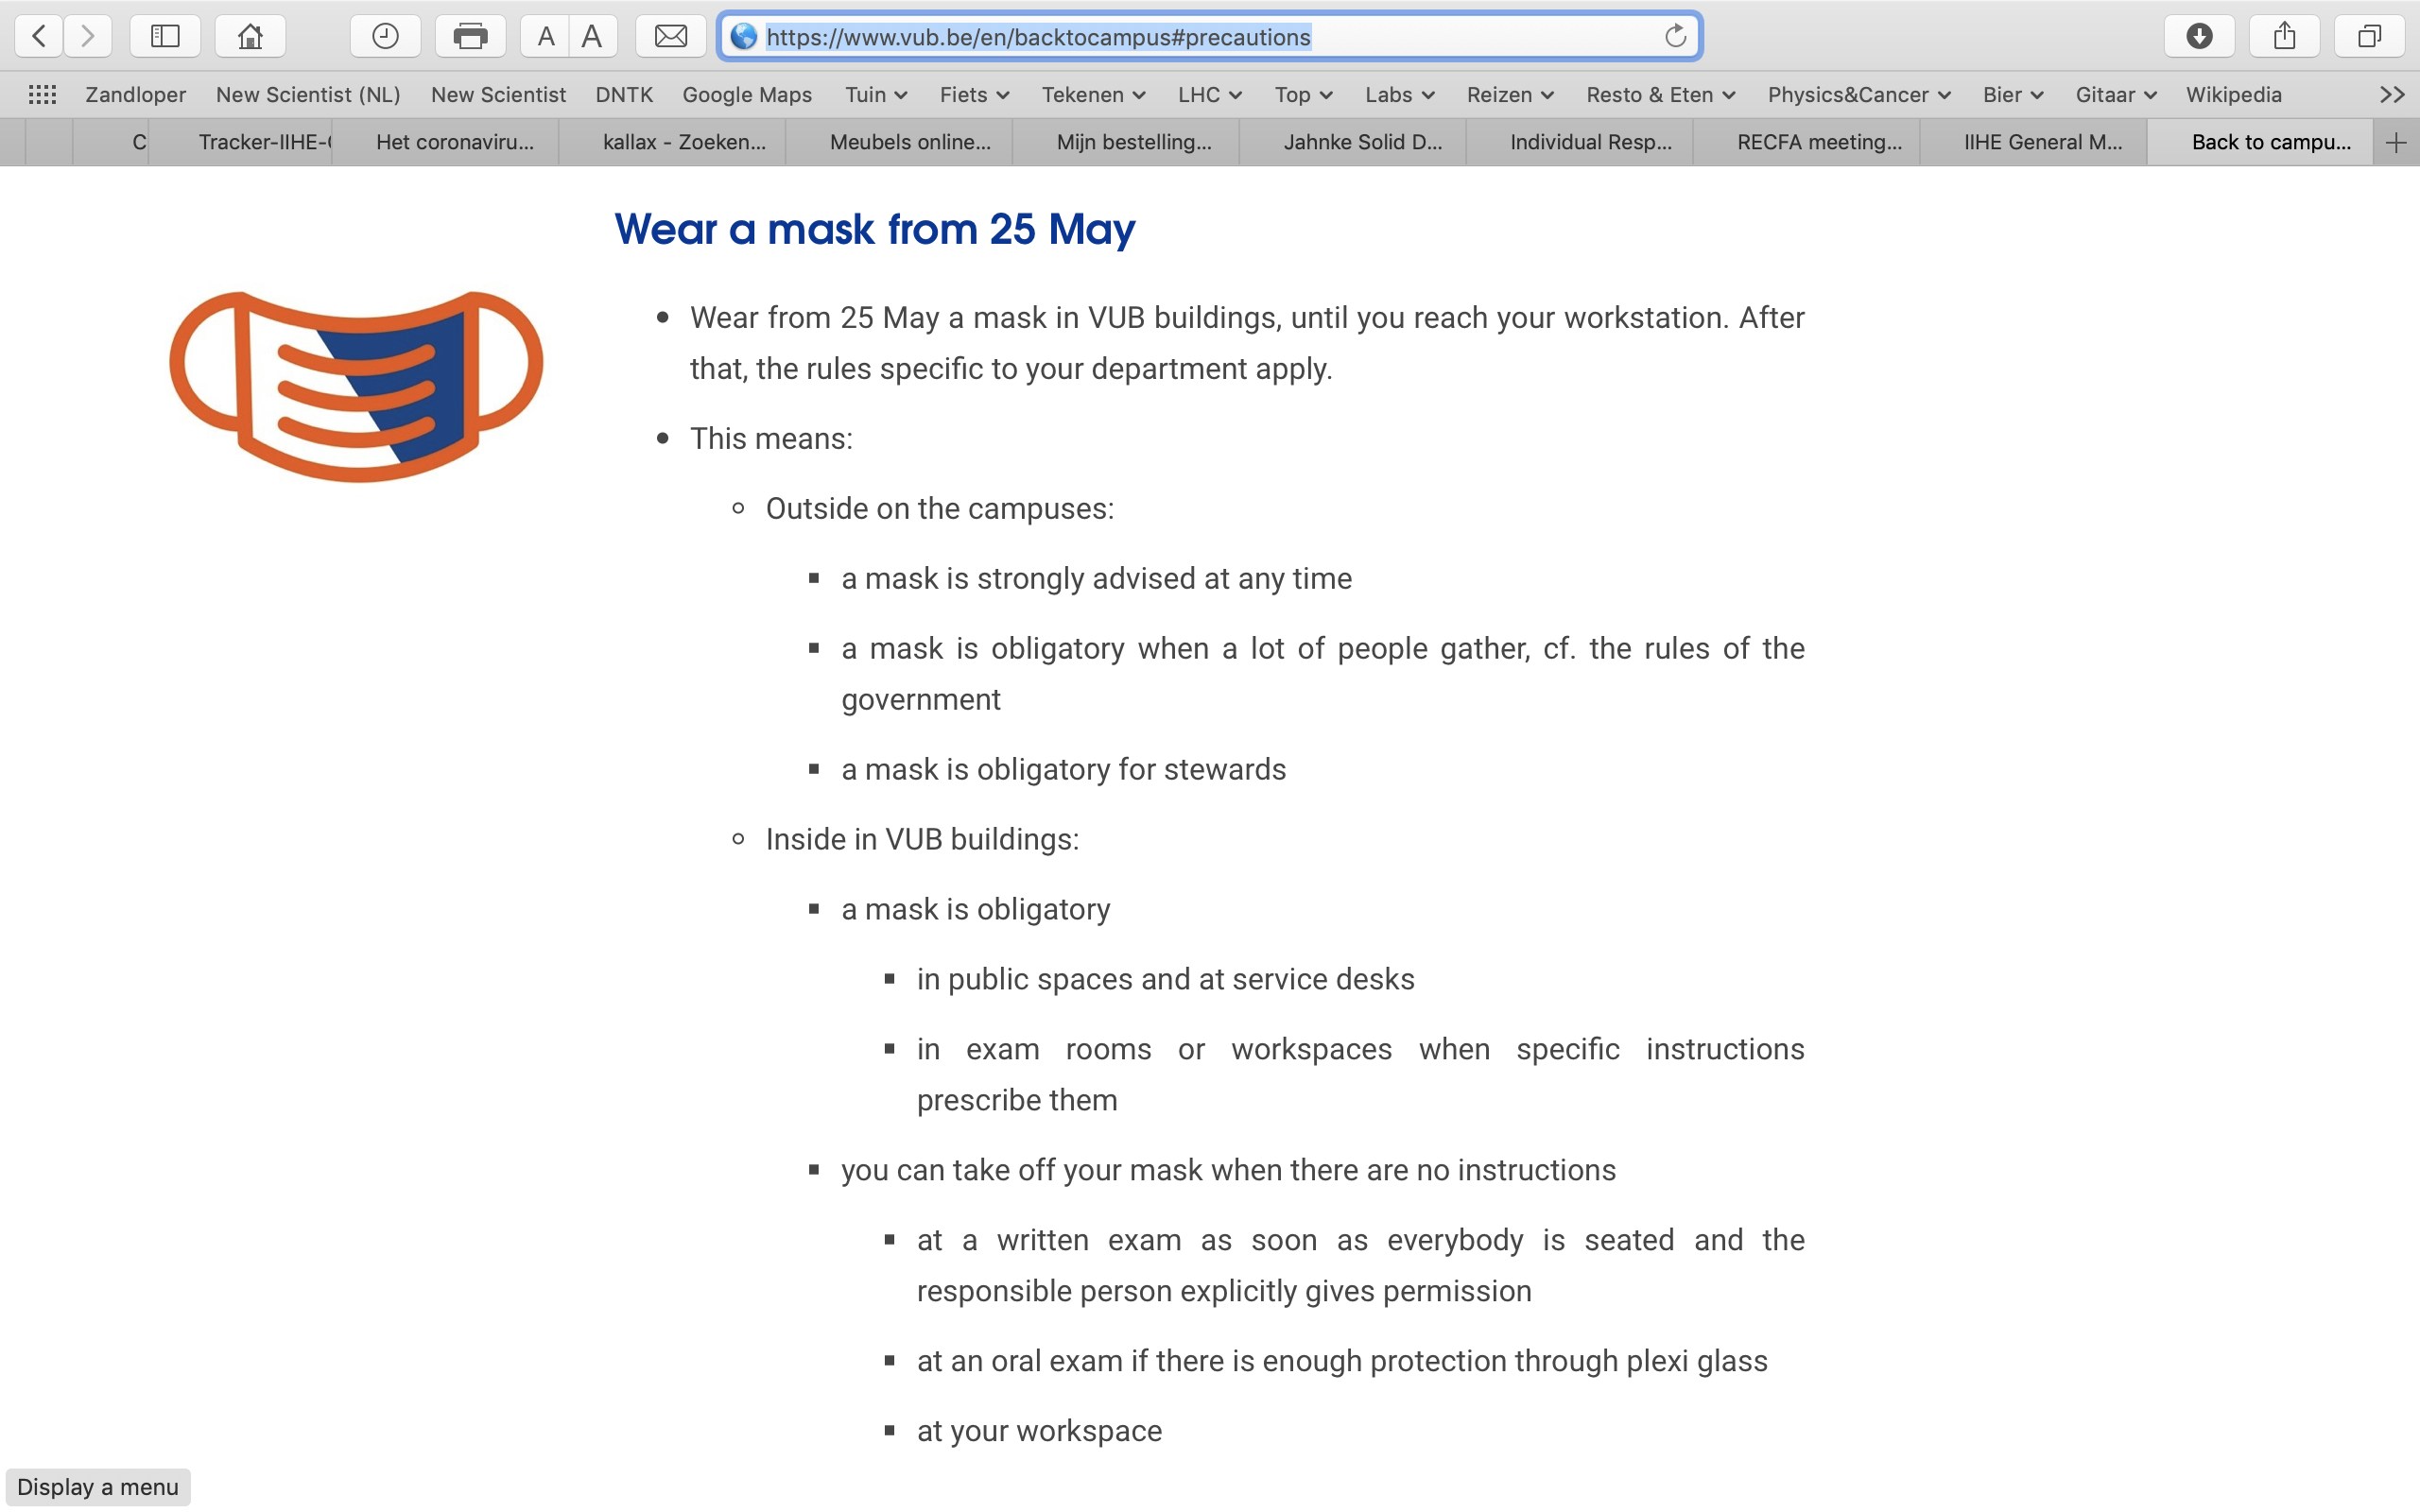 A A
https://www.vub.be/en/backtocampus#precautions
Zandloper New Scientist (NL) New Scientist DNTK Google Maps Tuin Fiets Tekenen LHC Top Labs Reizen Resto & Eten Physics&Cancer Bier Gitaar Wikipedia
C Tracker-IIHE- Het coronaviru... kallax - Zoeken... Meubels online... Mijn bestelling... Jahnke Solid D... Individual Resp... RECFA meeting... IIHE General M... Back to campu...
Wear a mask from 25 May
Wear from 25 May a mask in VUB buildings, until you reach your workstation. After
that, the rules specific to your department apply.
This means:
Outside on the campuses:
a mask is strongly advised at any time
a mask is obligatory when a lot of people gather, cf. the rules of the
government
a mask is obligatory for stewards
Inside in VUB buildings:
a mask is obligatory
in public spaces and at service desks
in exam rooms or workspaces when specific instructions
prescribe them
you can take off your mask when there are no instructions
at a written exam as soon as everybody is seated and the
responsible person explicitly gives permission
at an oral exam if there is enough protection through plexi glass
at your workspace
Display a menu